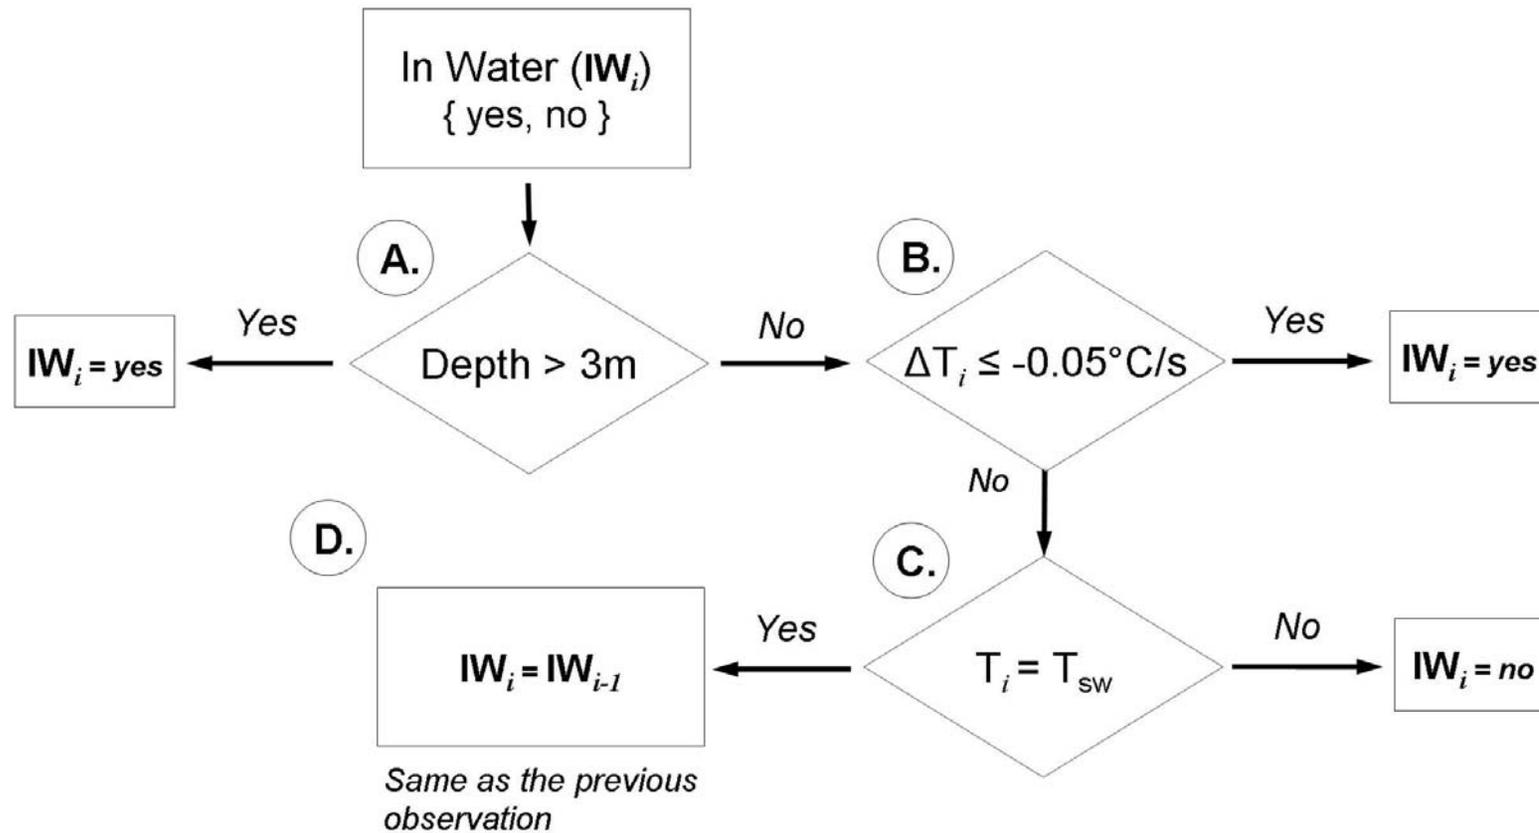 In Water (IWᵢ)
{ yes, no }
A.
B.
Yes
No
Yes
IWᵢ = yes
Depth > 3m
ΔTᵢ ≤ -0.05°C/s
IWᵢ = yes
No
D.
C.
Yes
No
IWᵢ = IWᵢ₋₁
Tᵢ = Tsw
IWᵢ = no
Same as the previous
observation